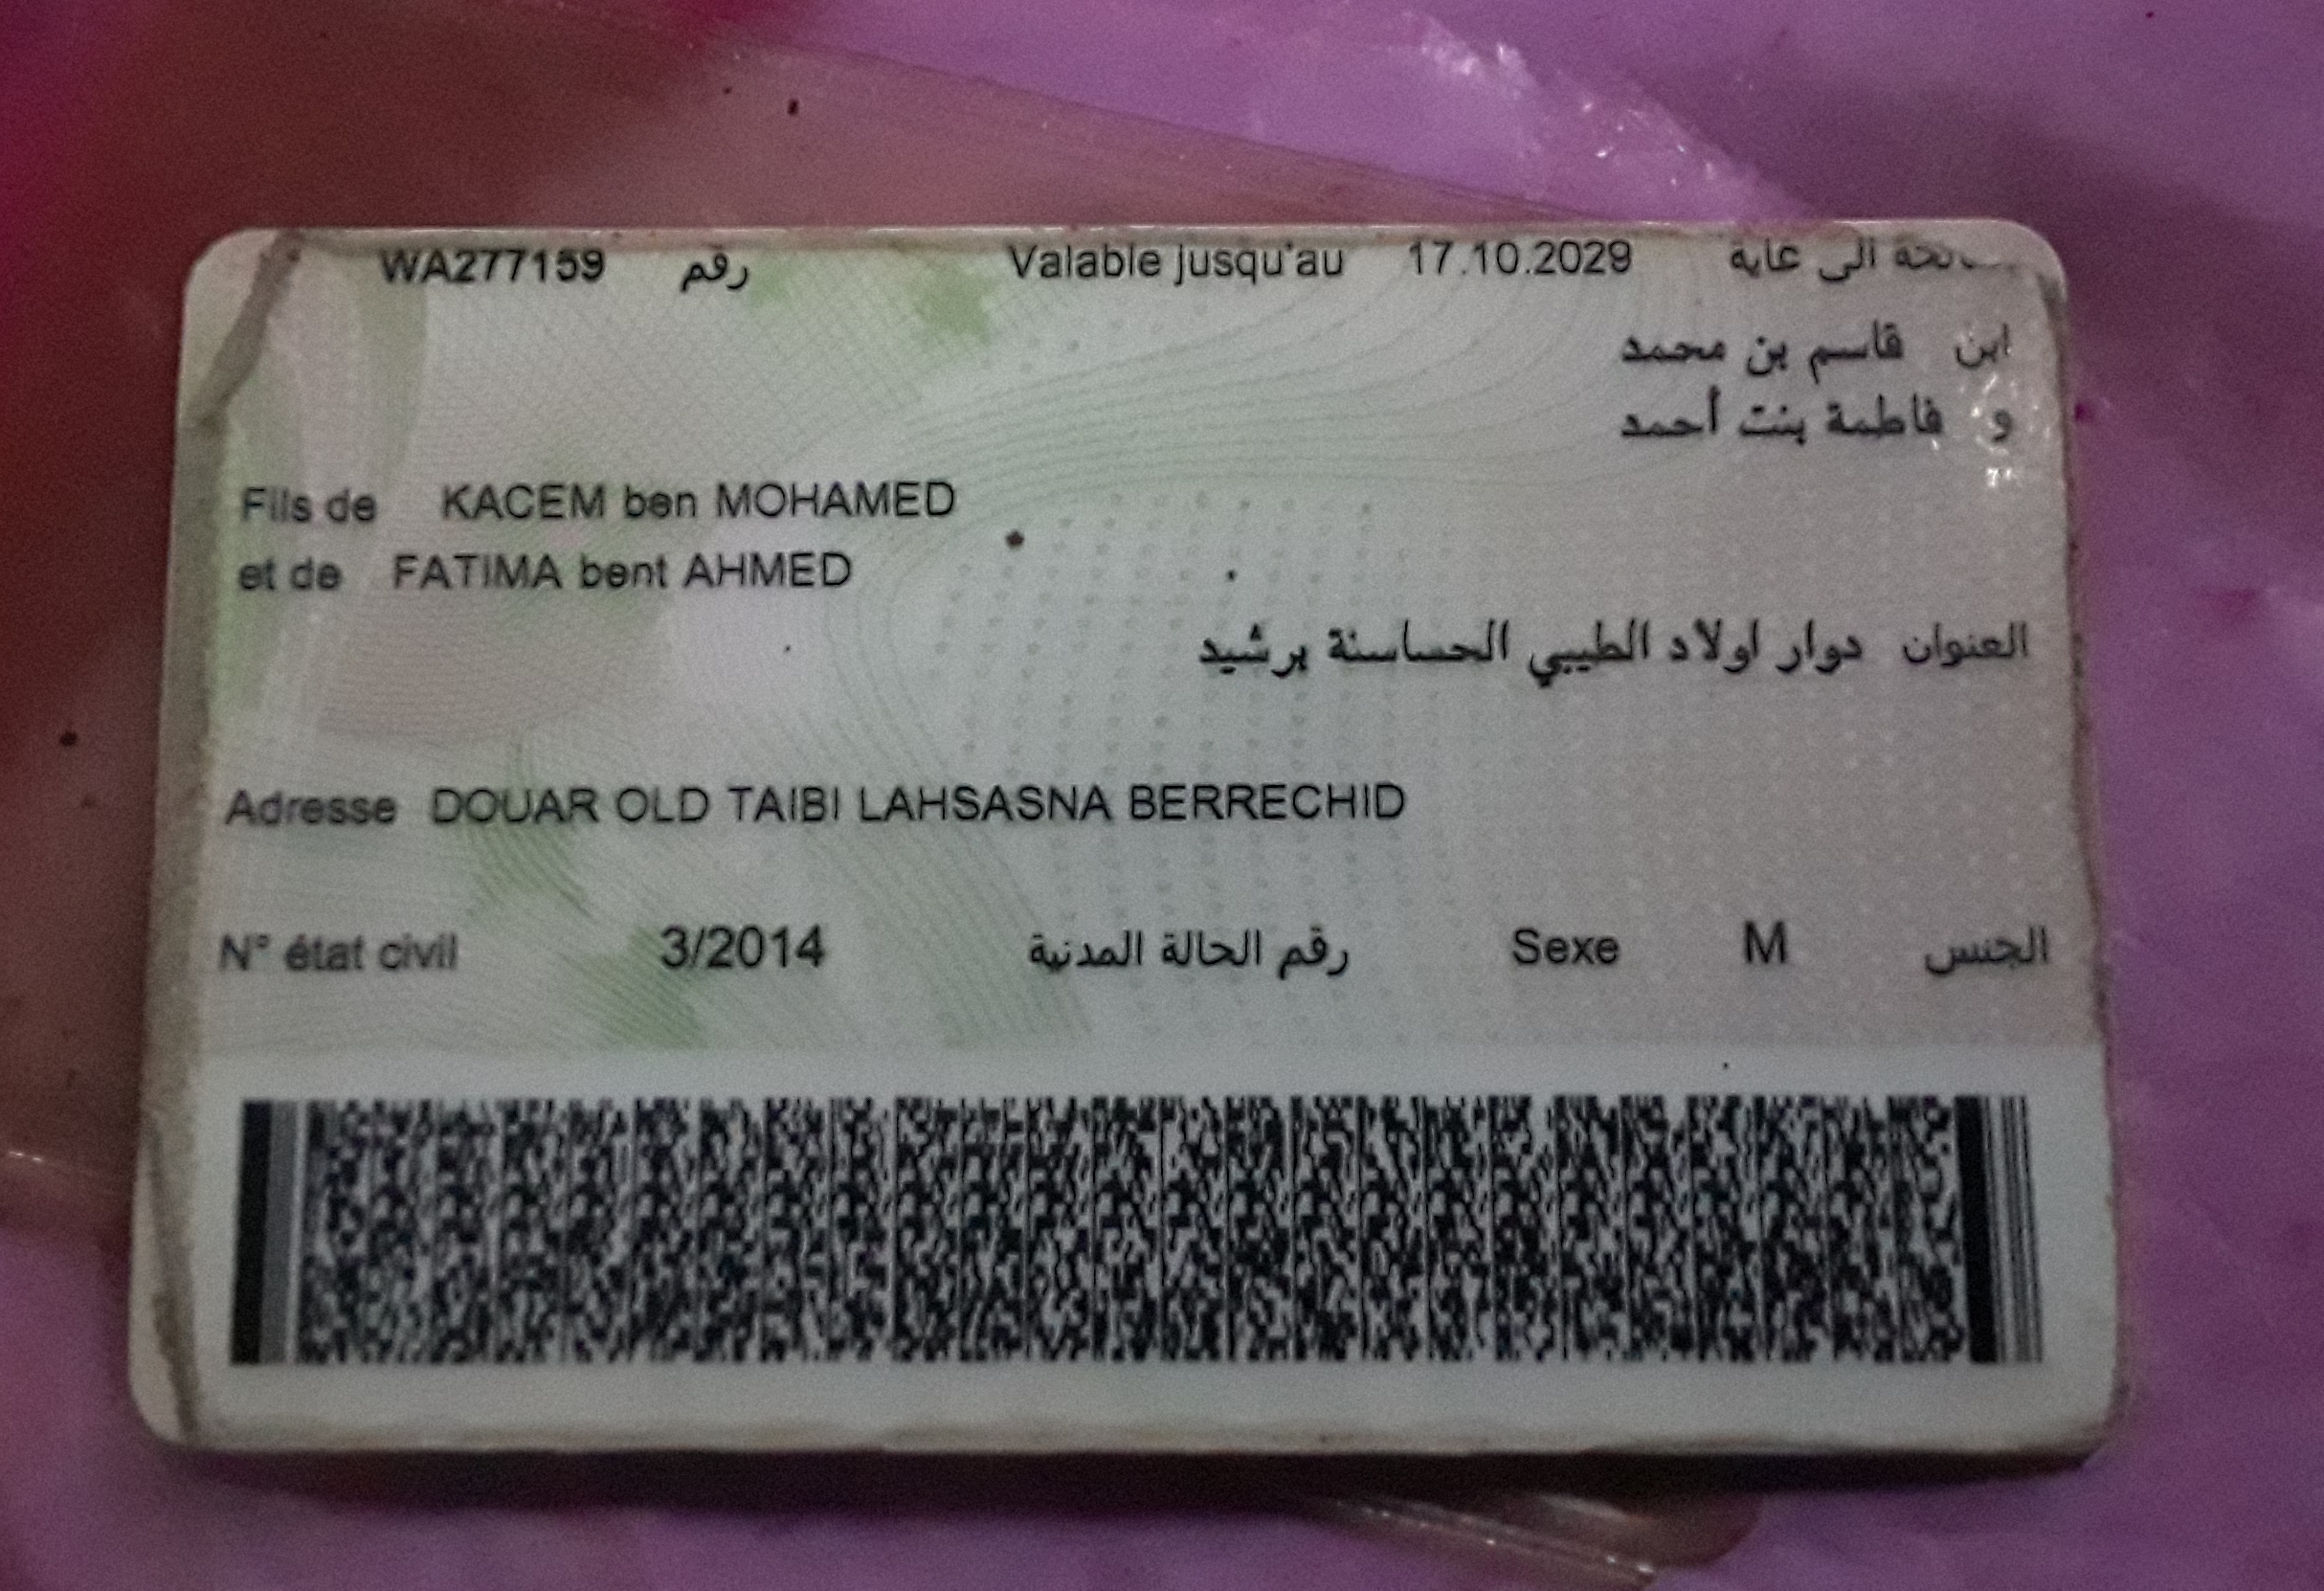 WA277159 رقم Valable jusqu'au 17.10.2029 صالحة الى غاية
ابن قاسم بن محمد
و فاطمة بنت أحمد
Fils de KACEM ben MOHAMED
et de FATIMA bent AHMED
العنوان دوار اولاد الطيبي الحساسنة برشيد
Adresse DOUAR OLD TAIBI LAHSASNA BERRECHID
N° état civil 3/2014 رقم الحالة المدنية Sexe M الجنس